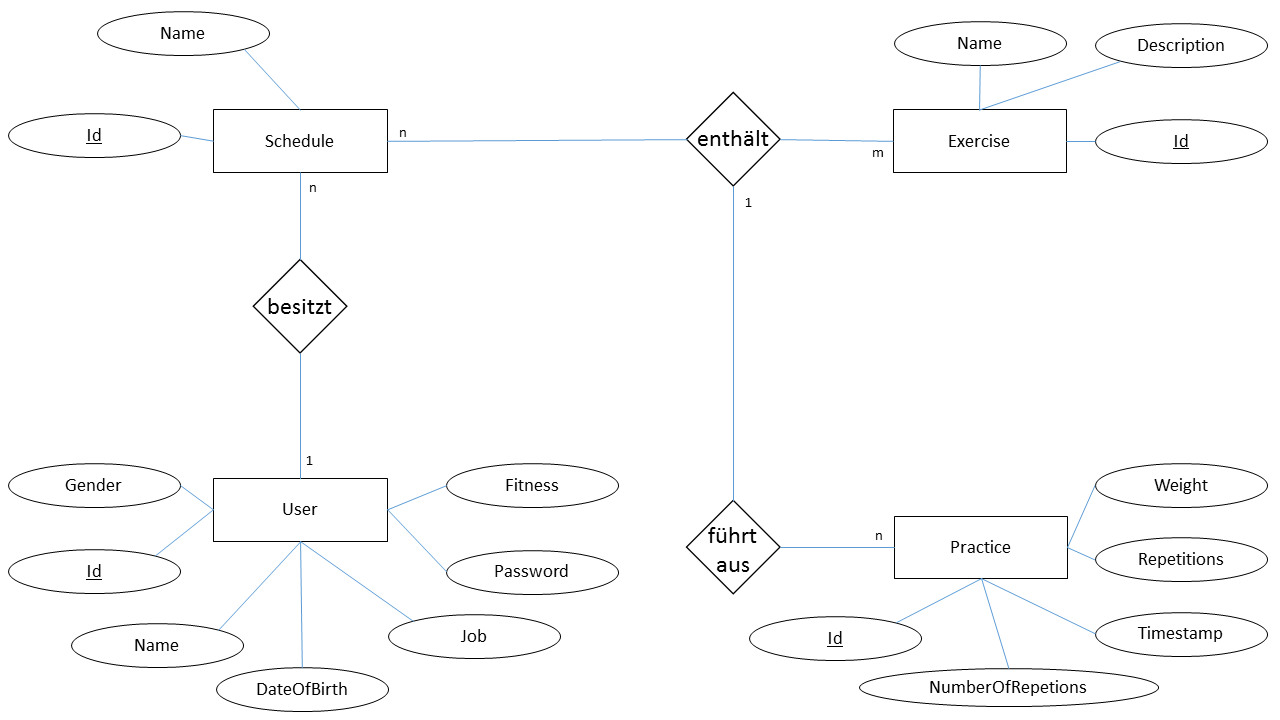 Name
Name
Description
Id
Schedule
n
enthält
m
Exercise
Id
n
1
besitzt
1
Gender
User
Fitness
Id
Password
Name
Job
DateOfBirth
führt
aus
n
Practice
Weight
Repetitions
Id
Timestamp
NumberOfRepetions